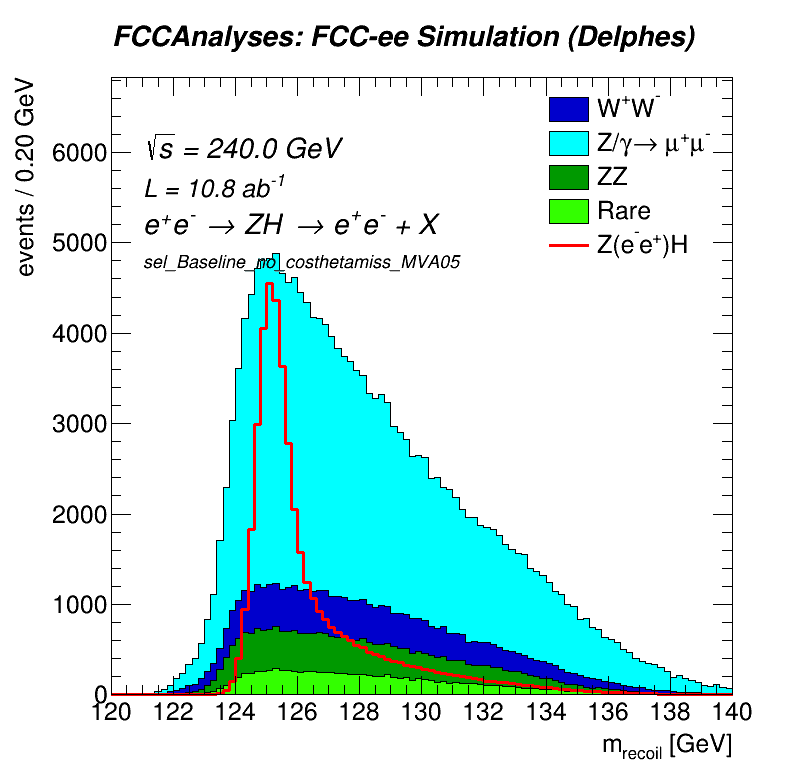 FCCAnalyses: FCC-ee Simulation (Delphes)
events / 0.20 GeV
√s = 240.0 GeV
L = 10.8 ab⁻¹
e⁺e⁻ → ZH → e⁺e⁻ + X
sel_Baseline_no_costhetamiss_MVA05
W⁺W⁻
Z/γ→ μ⁺μ⁻
ZZ
Rare
Z(e⁻e⁺)H
6000
5000
4000
3000
2000
1000
0
120 122 124 126 128 130 132 134 136 138 140
m_recoil [GeV]